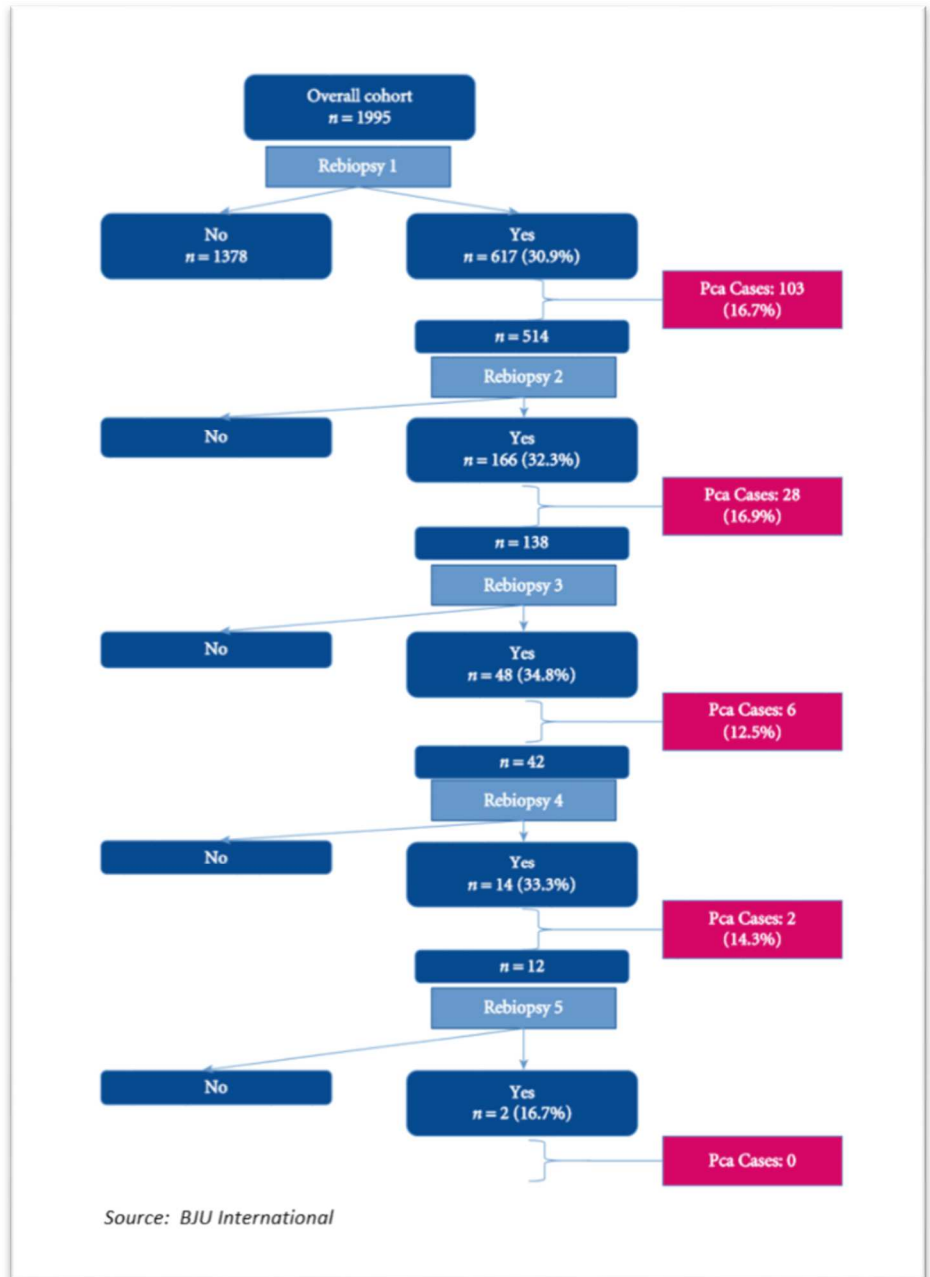 Overall cohort
n = 1995
Rebiopsy 1
No
n = 1378
Yes
n = 617 (30.9%)
Pca Cases: 103
(16.7%)
n = 514
Rebiopsy 2
No
Yes
n = 166 (32.3%)
Pca Cases: 28
(16.9%)
n = 138
Rebiopsy 3
No
Yes
n = 48 (34.8%)
Pca Cases: 6
(12.5%)
n = 42
Rebiopsy 4
No
Yes
n = 14 (33.3%)
Pca Cases: 2
(14.3%)
n = 12
Rebiopsy 5
No
Yes
n = 2 (16.7%)
Pca Cases: 0
Source: BJU International